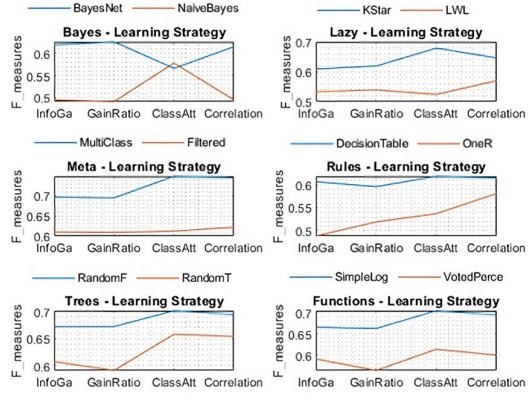 BayesNet NaiveBayes
Bayes - Learning Strategy
F_measures
0.6
0.55
0.5
InfoGa GainRatio ClassAtt Correlation
KStar LWL
Lazy - Learning Strategy
F_measures
0.7
0.6
0.5
InfoGa GainRatio ClassAtt Correlation
MultiClass Filtered
Meta - Learning Strategy
F_measures
0.7
0.65
0.6
InfoGa GainRatio ClassAtt Correlation
DecisionTable OneR
Rules - Learning Strategy
F_measures
0.6
0.55
0.5
InfoGa GainRatio ClassAtt Correlation
RandomF RandomT
Trees - Learning Strategy
F_measures
0.7
0.65
0.6
InfoGa GainRatio ClassAtt Correlation
SimpleLog VotedPerce
Functions - Learning Strategy
F_measures
0.7
0.65
0.6
InfoGa GainRatio ClassAtt Correlation